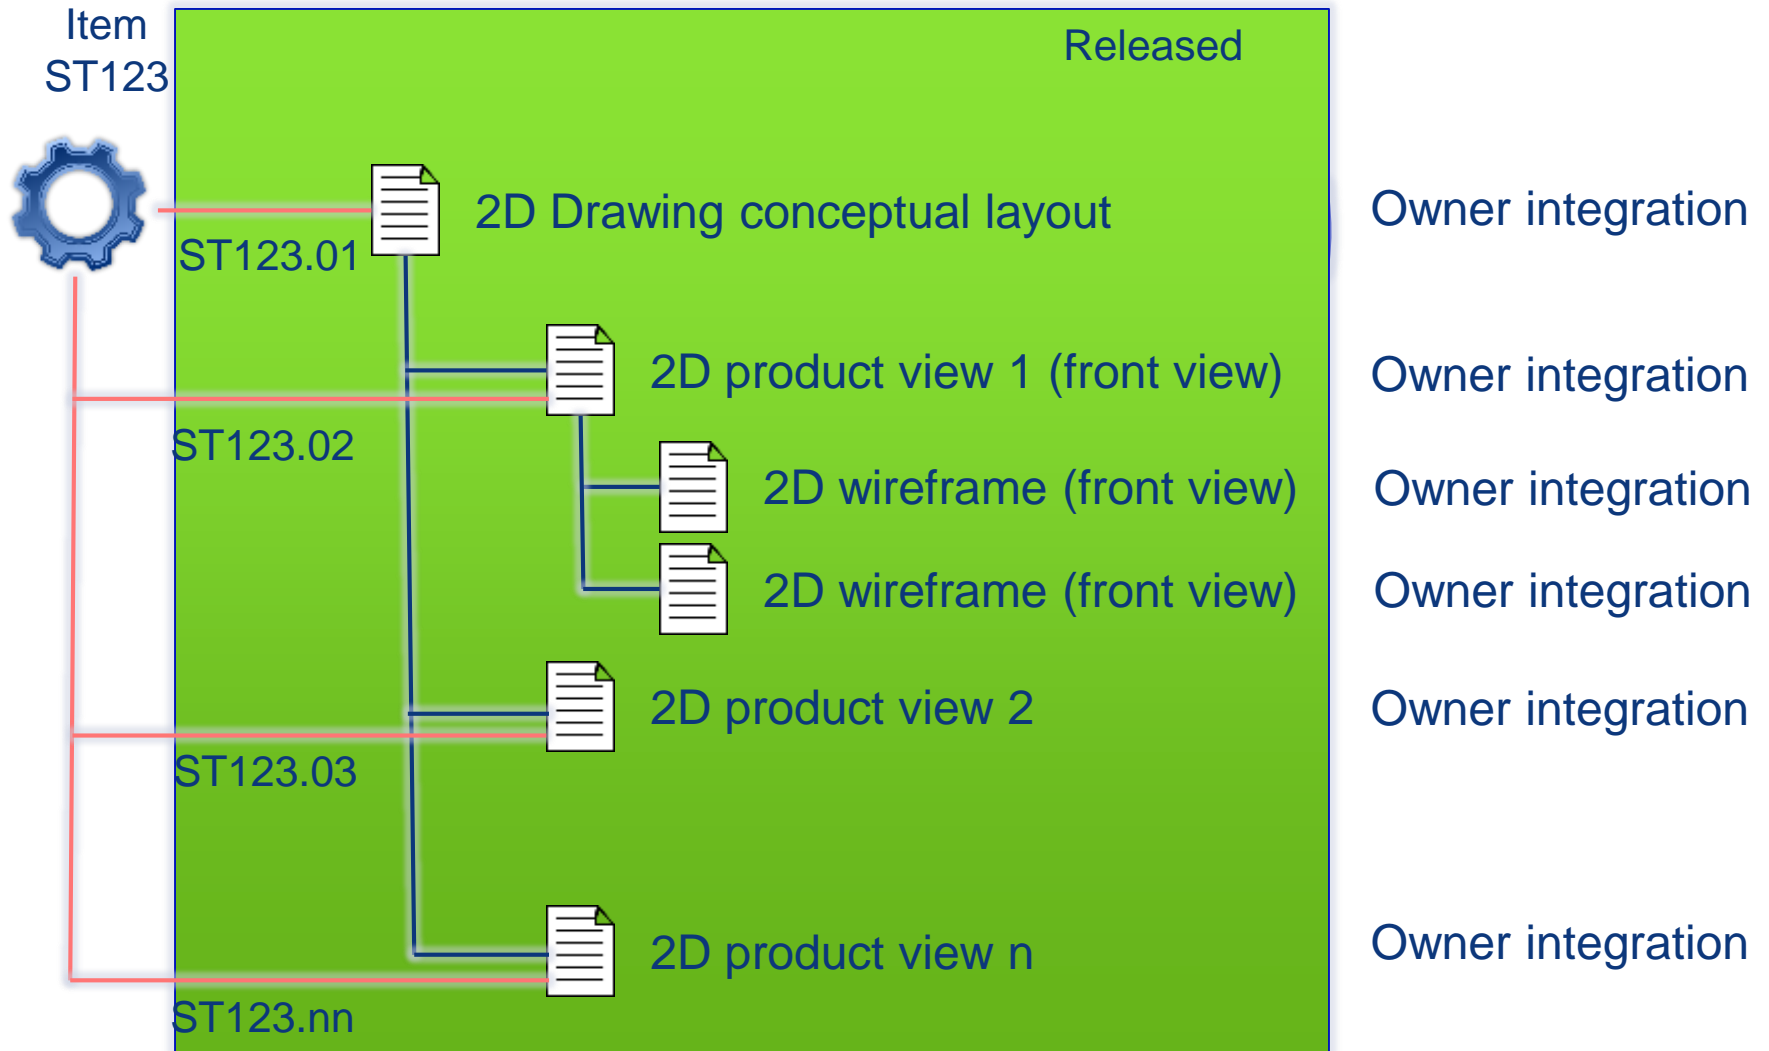 Item
ST123
Released
2D Drawing conceptual layout
Owner integration
ST123.01
2D product view 1 (front view)
Owner integration
ST123.02
2D wireframe (front view)
Owner integration
2D wireframe (front view)
Owner integration
2D product view 2
Owner integration
ST123.03
2D product view n
Owner integration
ST123.nn